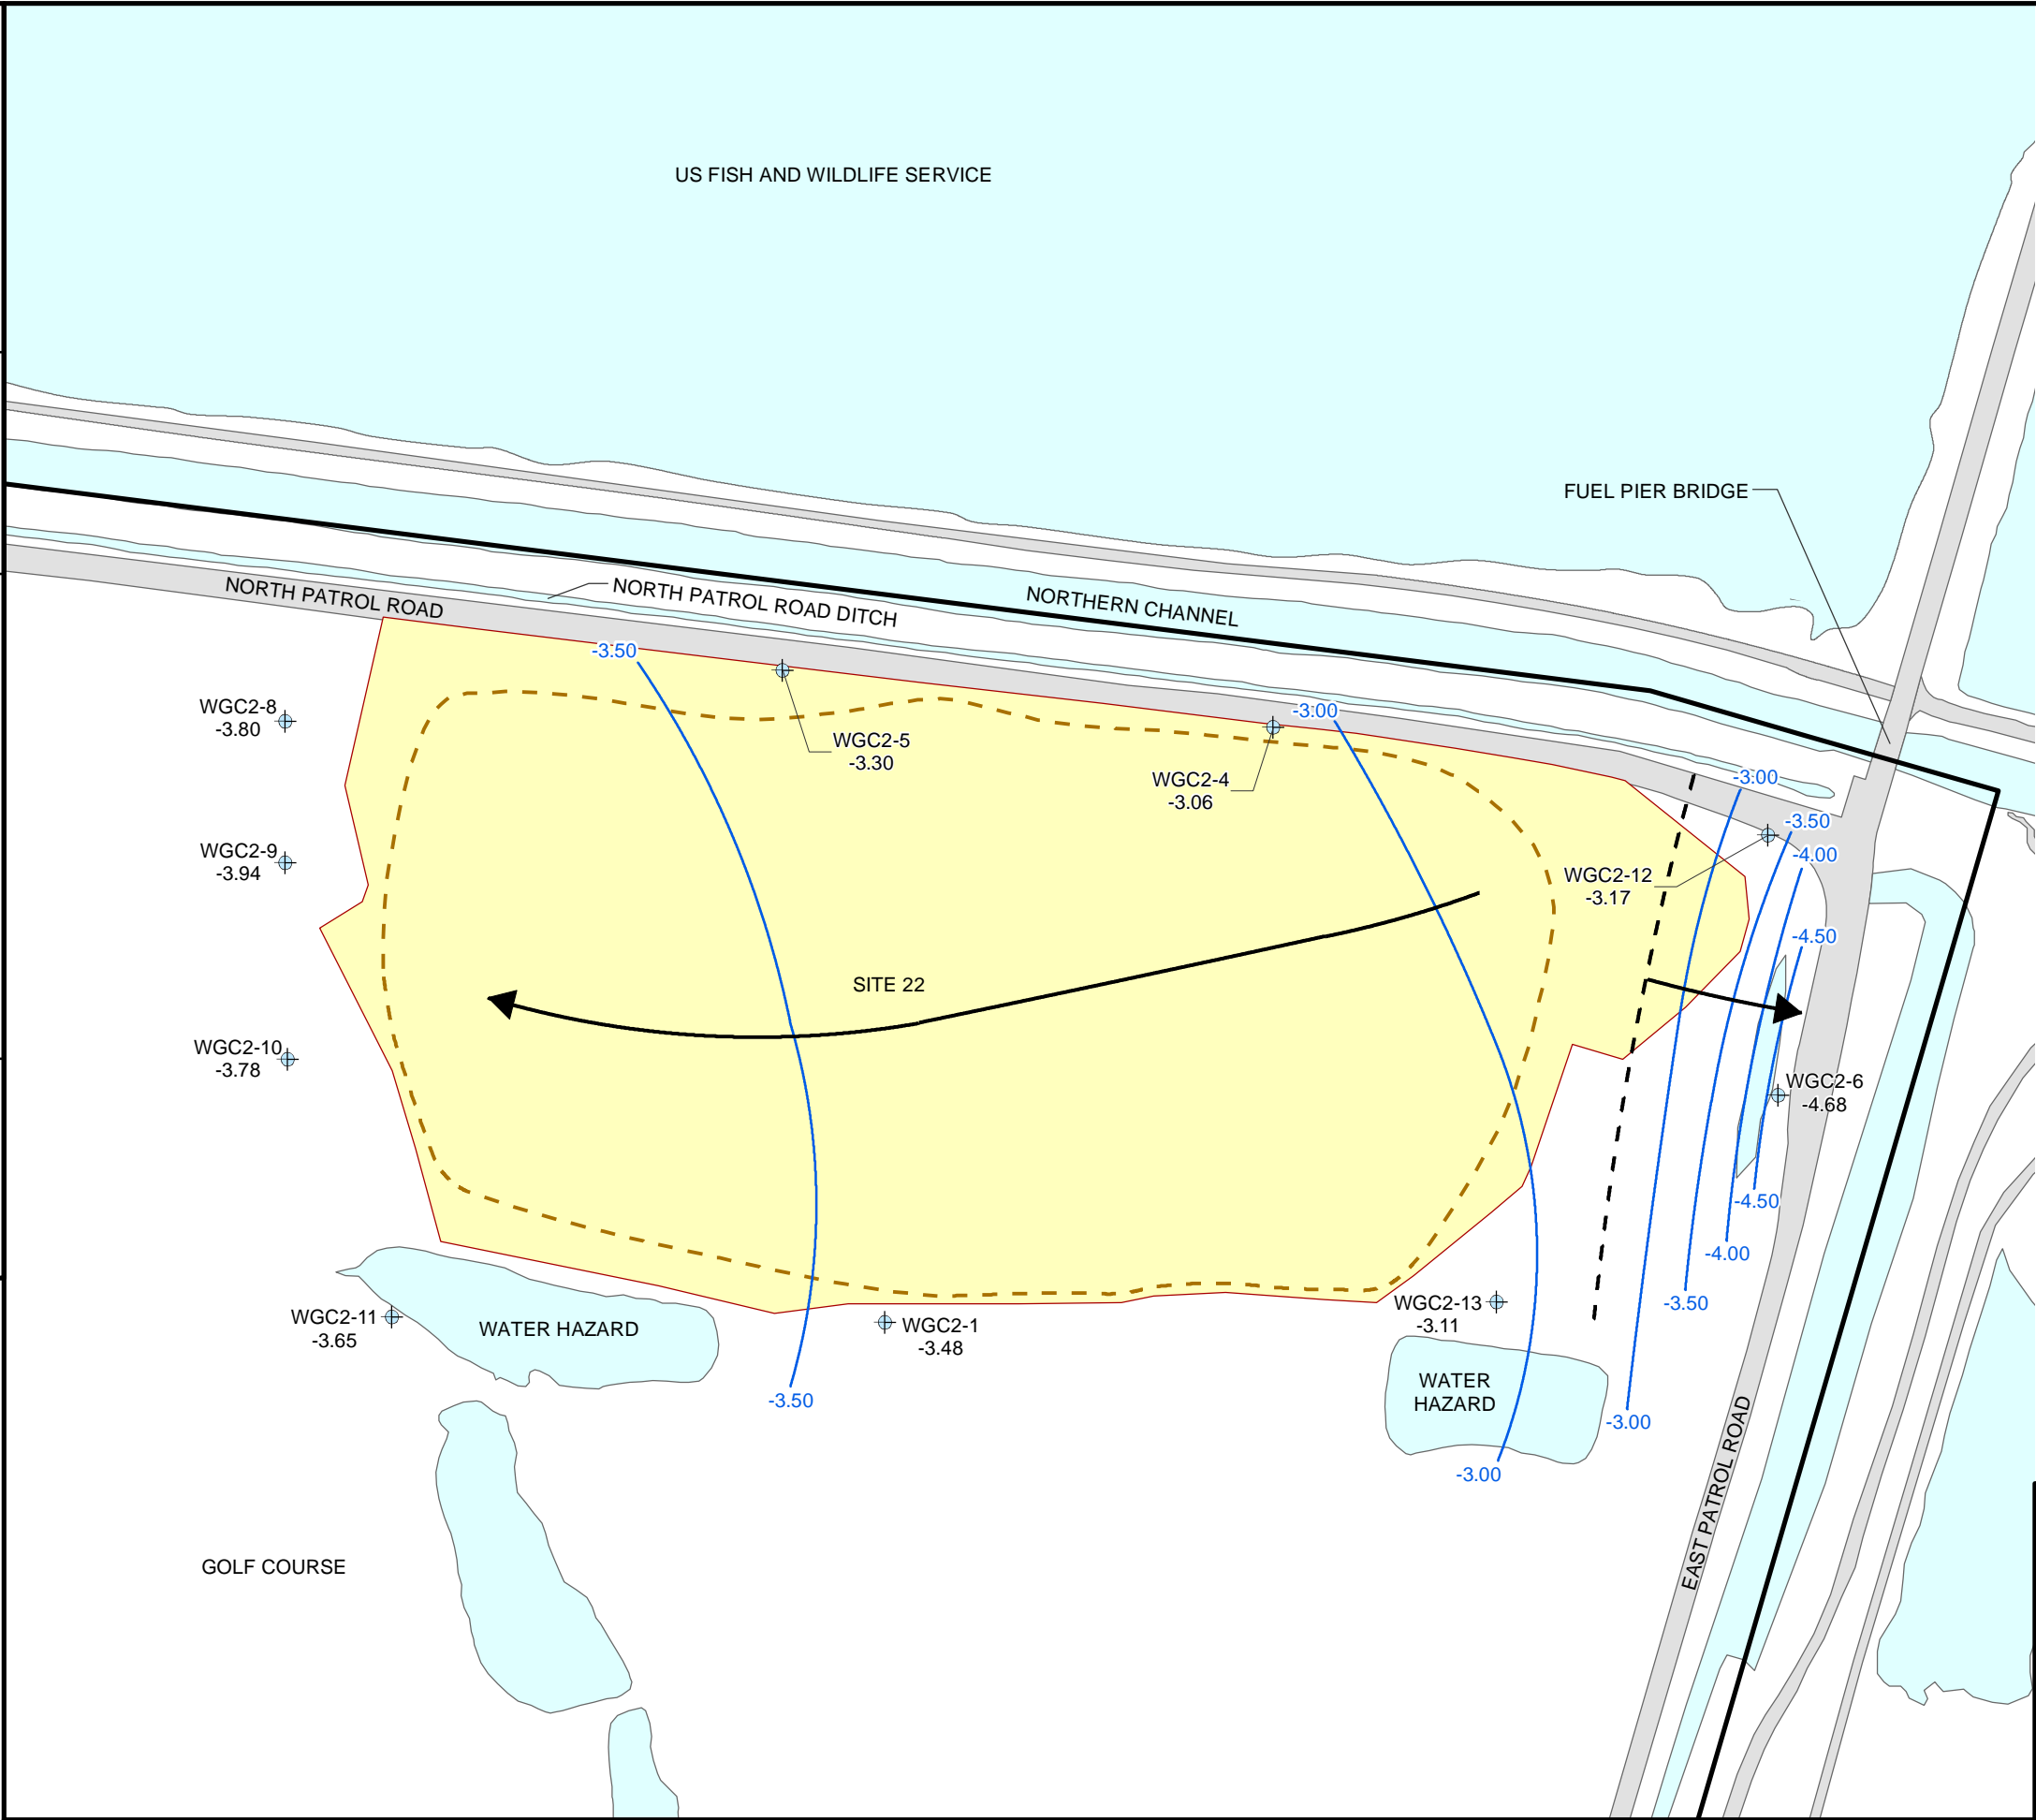 US FISH AND WILDLIFE SERVICE
FUEL PIER BRIDGE
NORTH PATROL ROAD
NORTH PATROL ROAD DITCH
NORTHERN CHANNEL
-3.50
WGC2-8
-3.80
WGC2-5
-3.30
-3.00
WGC2-4
-3.06
-3.00
-3.50
-4.00
WGC2-9
-3.94
WGC2-12
-3.17
-4.50
SITE 22
WGC2-10
-3.78
WGC2-6
-4.68
-4.50
-4.00
-3.50
WGC2-11
-3.65
WATER HAZARD
WGC2-1
-3.48
WGC2-13
-3.11
WATER
HAZARD
-3.50
-3.00
-3.00
EAST PATROL ROAD
GOLF COURSE